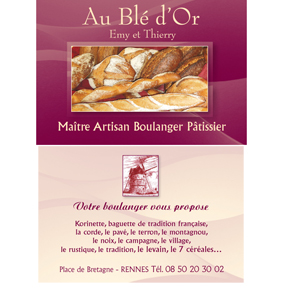 Au Blé d'Or
Emy et Thierry
Maître Artisan Boulanger Pâtissier
Votre boulanger vous propose
Korinette, baguette de tradition française,
la corde, le pavé, le terron, le montagnou,
le noix, le campagne, le village,
le rustique, le tradition, le levain, le 7 céréales...
Place de Bretagne - RENNES Tél. 08 50 20 30 02